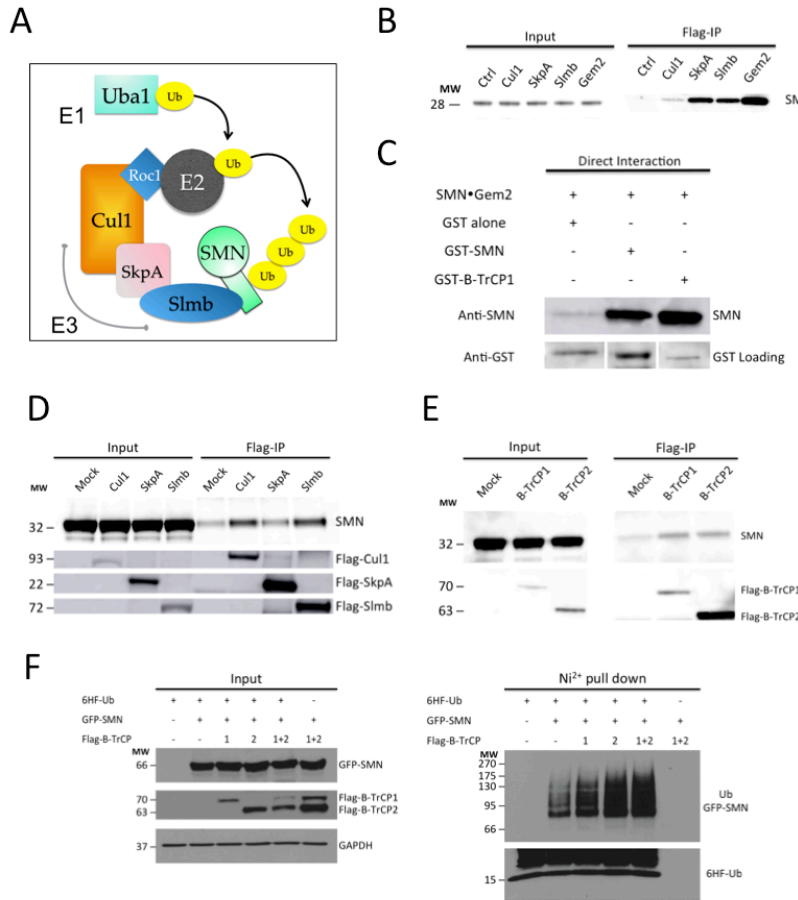 A
Uba1 Ub
E1
Roc1 E2 Ub
Cul1
SMN
SkpA
Ub Ub Ub
Slmb
E3
B
Input Flag-IP
Ctrl Cul1 SkpA Slmb Gem2 Ctrl Cul1 SkpA Slmb Gem2
MW
28
C
Direct Interaction
SMN•Gem2 + + +
GST alone + - -
GST-SMN - + -
GST-B-TrCP1 - - +
Anti-SMN SMN
Anti-GST GST Loading
D
Input Flag-IP
Mock Cul1 SkpA Slmb Mock Cul1 SkpA Slmb
MW
32 SMN
93 Flag-Cul1
22 Flag-SkpA
72 Flag-Slmb
E
Input Flag-IP
Mock B-TrCP1 B-TrCP2 Mock B-TrCP1 B-TrCP2
MW
32 SMN
70 Flag-B-TrCP1
63 Flag-B-TrCP2
F
Input
6HF-Ub + + + + + -
GFP-SMN - + + + + +
Flag-B-TrCP - - 1 2 1+2 1+2
MW
66 GFP-SMN
70 Flag-B-TrCP1
63 Flag-B-TrCP2
37 GAPDH
Ni2+ pull down
6HF-Ub + + + + + -
GFP-SMN - + + + + +
Flag-B-TrCP - - 1 2 1+2 1+2
MW
270
175
130
95
66
Ub
GFP-SMN
15 6HF-Ub